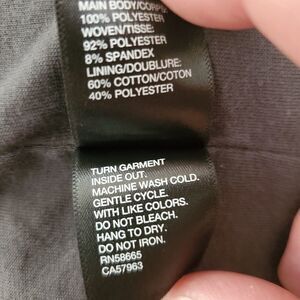 MAIN BODY/CORPS:
100% POLYESTER
WOVEN/TISSE:
92% POLYESTER
8% SPANDEX
LINING/DOUBLURE:
60% COTTON/COTON
40% POLYESTER
TURN GARMENT
INSIDE OUT.
MACHINE WASH COLD.
GENTLE CYCLE.
WITH LIKE COLORS.
DO NOT BLEACH.
HANG TO DRY.
DO NOT IRON.
RN58665
CA57963